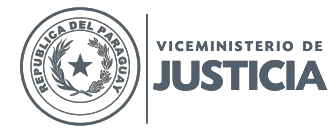 REPUBLICA DEL PARAGUAY
VICEMINISTERIO DE
JUSTICIA